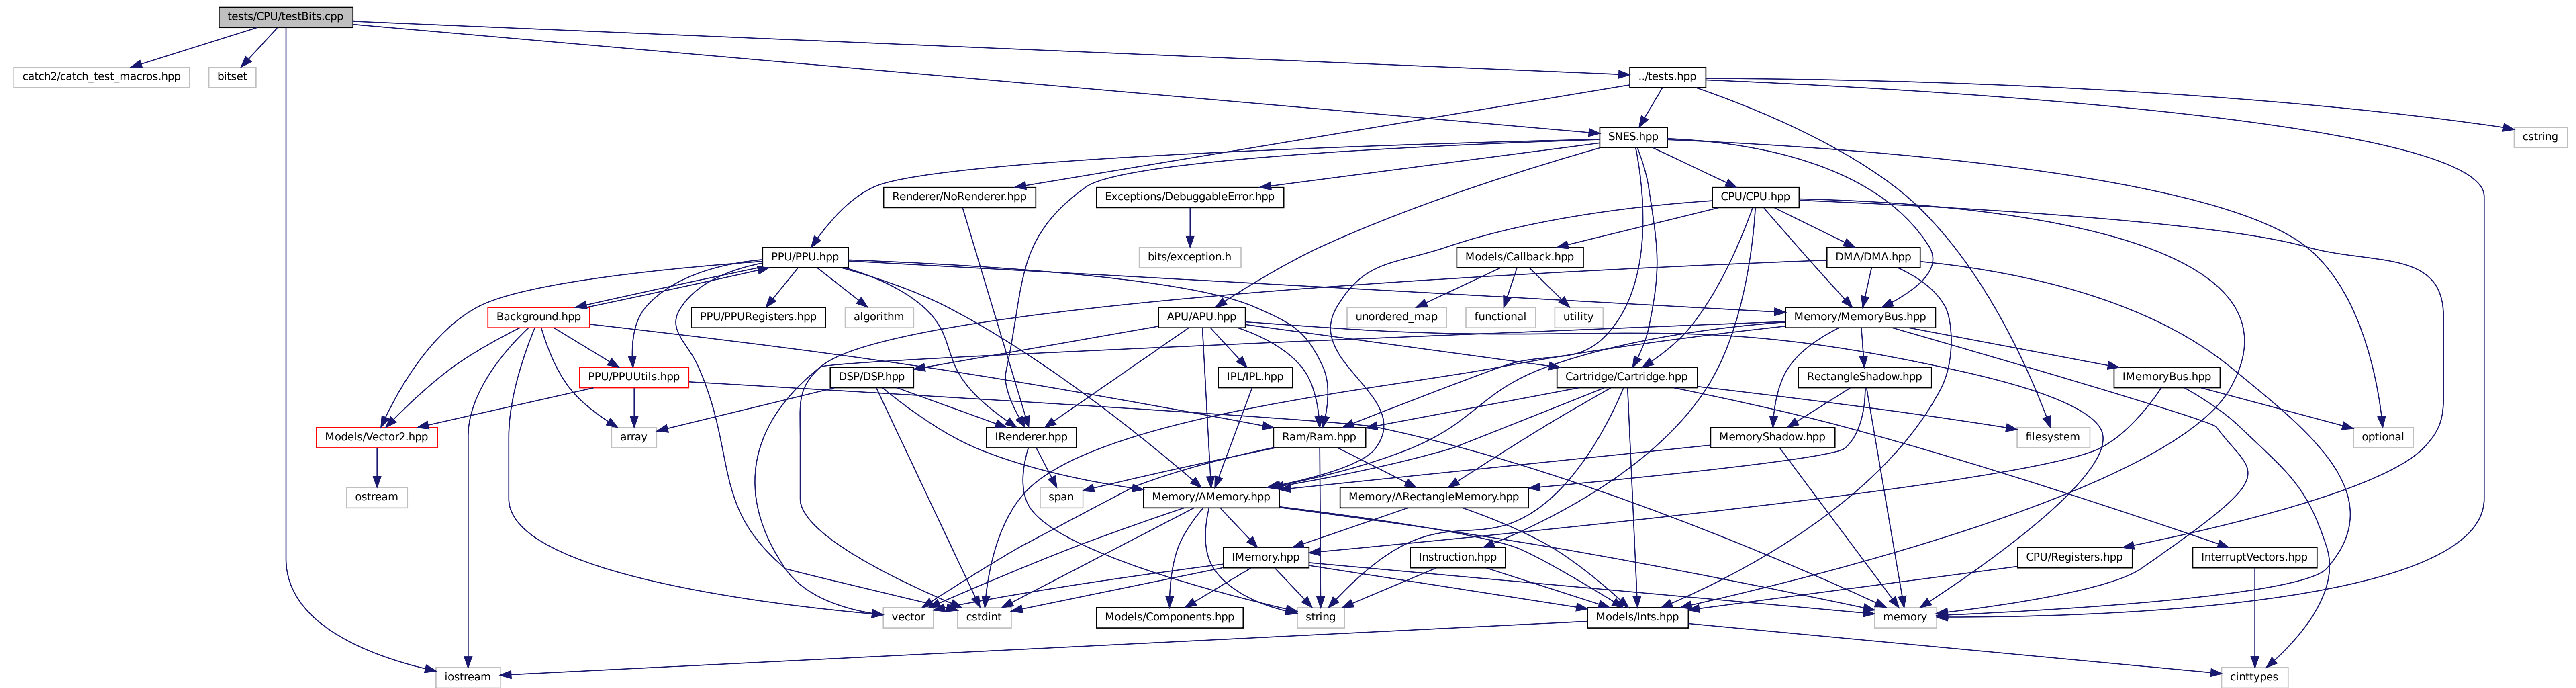 tests/CPU/testBits.cpp
catch2/catch_test_macros.hpp
bitset
../tests.hpp
SNES.hpp
cstring
Renderer/NoRenderer.hpp
Exceptions/DebuggableError.hpp
CPU/CPU.hpp
PPU/PPU.hpp
bits/exception.h
Models/Callback.hpp
DMA/DMA.hpp
Background.hpp
PPU/PPURegisters.hpp
algorithm
APU/APU.hpp
unordered_map
functional
utility
Memory/MemoryBus.hpp
PPU/PPUUtils.hpp
DSP/DSP.hpp
IPL/IPL.hpp
Cartridge/Cartridge.hpp
RectangleShadow.hpp
IMemoryBus.hpp
Models/Vector2.hpp
array
IRenderer.hpp
Ram/Ram.hpp
MemoryShadow.hpp
filesystem
optional
ostream
span
Memory/AMemory.hpp
Memory/ARectangleMemory.hpp
IMemory.hpp
Instruction.hpp
CPU/Registers.hpp
InterruptVectors.hpp
vector
cstdint
Models/Components.hpp
string
Models/Ints.hpp
memory
iostream
cinttypes